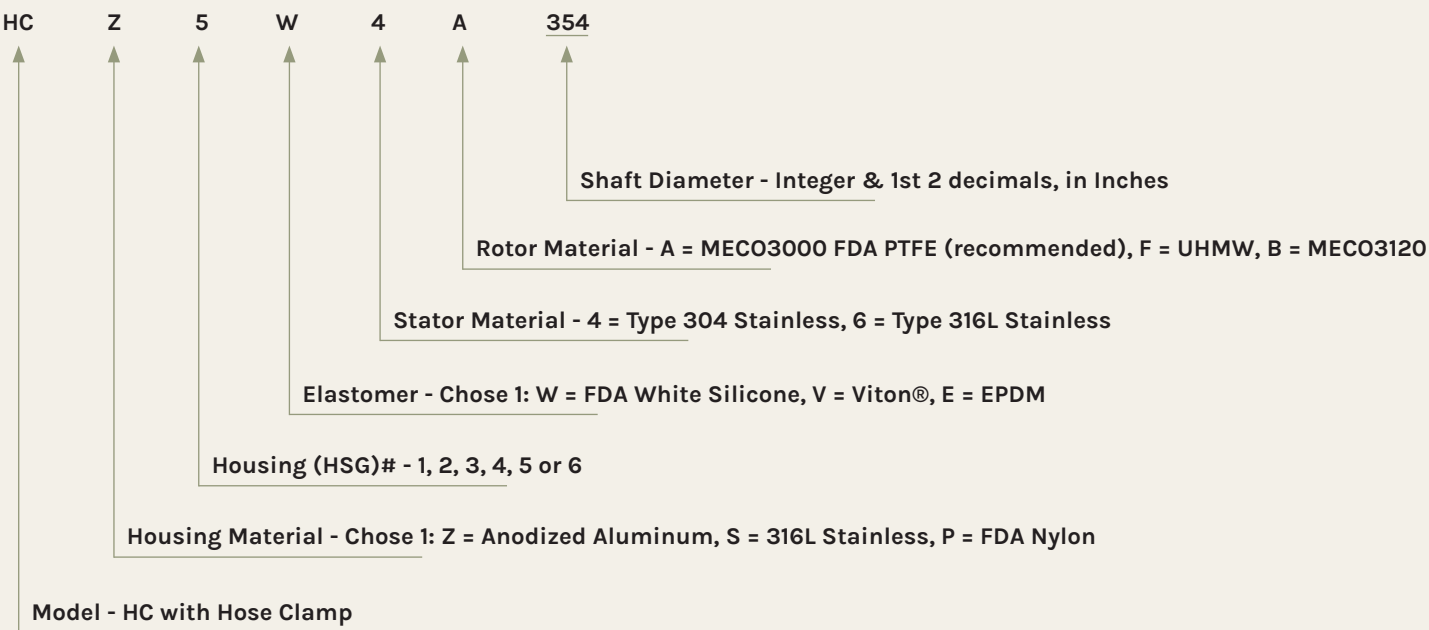 HC Z 5 W 4 A 354
Shaft Diameter - Integer & 1st 2 decimals, in Inches
Rotor Material - A = MECO3000 FDA PTFE (recommended), F = UHMW, B = MECO3120
Stator Material - 4 = Type 304 Stainless, 6 = Type 316L Stainless
Elastomer - Chose 1: W = FDA White Silicone, V = Viton®, E = EPDM
Housing (HSG)# - 1, 2, 3, 4, 5 or 6
Housing Material - Chose 1: Z = Anodized Aluminum, S = 316L Stainless, P = FDA Nylon
Model - HC with Hose Clamp